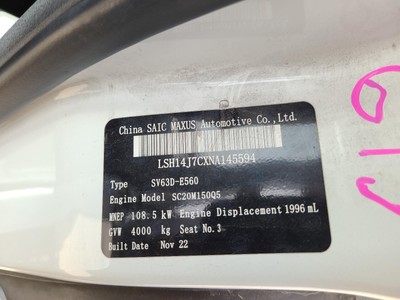 China SAIC MAXUS Automotive Co.,Ltd.
LSH14J7CXNA145594
Type SV63D-E560
Engine Model SC20M150Q5
MNEP 108.5 kW Engine Displacement 1996 mL
GVW 4000 kg Seat No.3
Built Date Nov 22